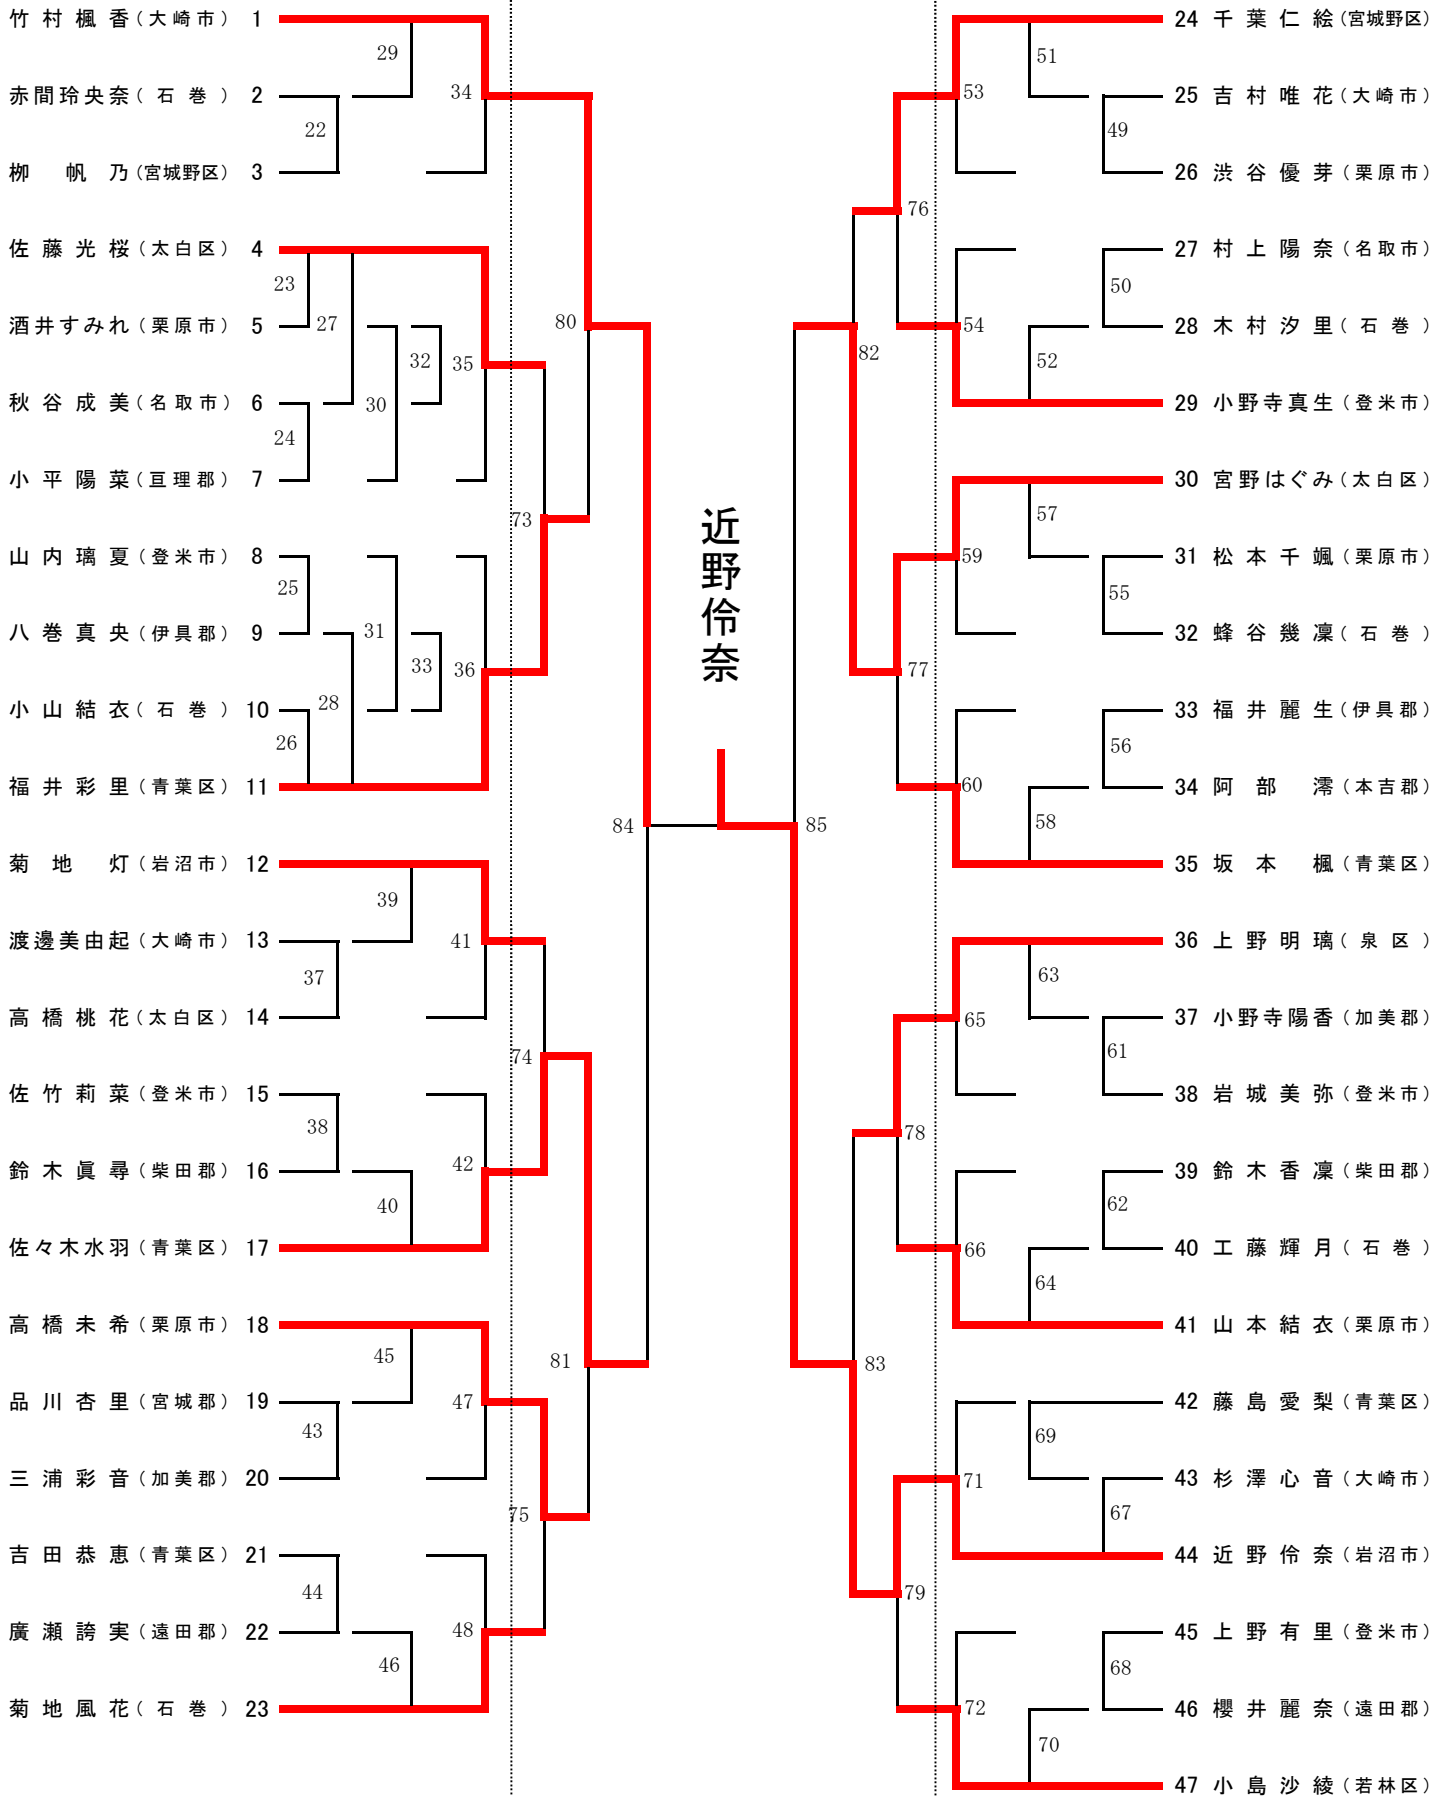 竹村楓香(大崎市) 1
29
赤間玲央奈(石巻) 2
34
22
栁帆乃(宮城野区) 3
佐藤光桜(太白区) 4
23
酒井すみれ(栗原市) 5
27
80
32
35
秋谷成美(名取市) 6
30
24
小平陽菜(亘理郡) 7
73
山内璃夏(登米市) 8
25
八巻真央(伊具郡) 9
31
33
36
小山結衣(石巻) 10
28
26
福井彩里(青葉区) 11
84
菊地灯(岩沼市) 12
39
渡邊美由起(大崎市) 13
41
37
高橋桃花(太白区) 14
74
佐竹莉菜(登米市) 15
38
鈴木眞尋(柴田郡) 16
42
40
佐々木水羽(青葉区) 17
高橋未希(栗原市) 18
45
81
品川杏里(宮城郡) 19
47
43
三浦彩音(加美郡) 20
75
吉田恭恵(青葉区) 21
44
廣瀬誇実(遠田郡) 22
48
46
菊地風花(石巻) 23
近野伶奈
24 千葉仁絵(宮城野区)
51
53
25 吉村唯花(大崎市)
49
26 渋谷優芽(栗原市)
76
27 村上陽奈(名取市)
50
54
28 木村汐里(石巻)
82
52
29 小野寺真生(登米市)
30 宮野はぐみ(太白区)
57
59
31 松本千颯(栗原市)
55
32 蜂谷幾凜(石巻)
77
33 福井麗生(伊具郡)
56
60
34 阿部澪(本吉郡)
85
58
35 坂本楓(青葉区)
36 上野明璃(泉区)
63
65
37 小野寺陽香(加美郡)
61
38 岩城美弥(登米市)
78
39 鈴木香凜(柴田郡)
62
66
40 工藤輝月(石巻)
64
41 山本結衣(栗原市)
83
42 藤島愛梨(青葉区)
69
71
43 杉澤心音(大崎市)
67
44 近野伶奈(岩沼市)
79
45 上野有里(登米市)
68
72
46 櫻井麗奈(遠田郡)
70
47 小島沙綾(若林区)